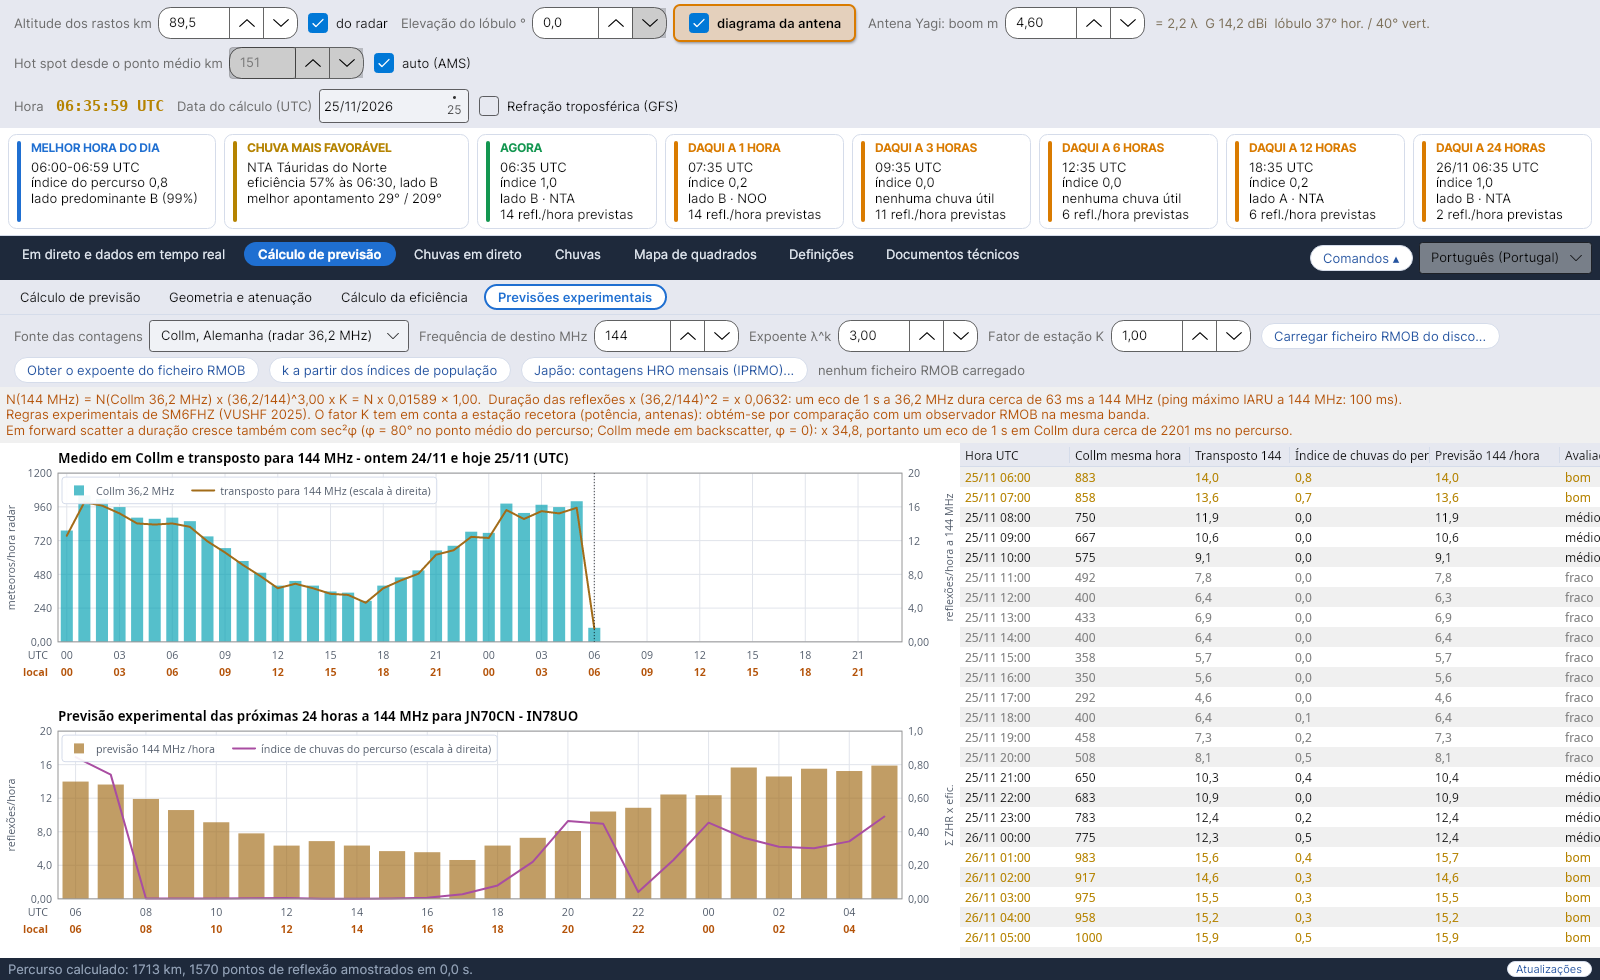 Altitude dos rastos km 89,5 do radar Elevação do lóbulo ° 0,0 diagrama da antena Antena Yagi: boom m 4,60 = 2,2 λ G 14,2 dBi lóbulo 37° hor. / 40° vert.
Hot spot desde o ponto médio km 151 auto (AMS)
Hora 06:35:59 UTC Data do cálculo (UTC) 25/11/2026 25 Refração troposférica (GFS)
MELHOR HORA DO DIA
06:00-06:59 UTC
índice do percurso 0,8
lado predominante B (99%)
CHUVA MAIS FAVORÁVEL
NTA Táuridas do Norte
eficiência 57% às 06:30, lado B
melhor apontamento 29° / 209°
AGORA
06:35 UTC
índice 1,0
lado B · NTA
14 refl./hora previstas
DAQUI A 1 HORA
07:35 UTC
índice 0,2
lado B · NOO
14 refl./hora previstas
DAQUI A 3 HORAS
09:35 UTC
índice 0,0
nenhuma chuva útil
11 refl./hora previstas
DAQUI A 6 HORAS
12:35 UTC
índice 0,0
nenhuma chuva útil
6 refl./hora previstas
DAQUI A 12 HORAS
18:35 UTC
índice 0,2
lado A · NTA
6 refl./hora previstas
DAQUI A 24 HORAS
26/11 06:35 UTC
índice 1,0
lado B · NTA
2 refl./hora previstas
Em direto e dados em tempo real Cálculo de previsão Chuvas em direto Chuvas Mapa de quadrados Definições Documentos técnicos Comandos ▴ Português (Portugal)
Cálculo de previsão Geometria e atenuação Cálculo da eficiência Previsões experimentais
Fonte das contagens Collm, Alemanha (radar 36,2 MHz) Frequência de destino MHz 144 Expoente λ^k 3,00 Fator de estação K 1,00 Carregar ficheiro RMOB do disco...
Obter o expoente do ficheiro RMOB k a partir dos índices de população Japão: contagens HRO mensais (IPRMO)... nenhum ficheiro RMOB carregado
N(144 MHz) = N(Collm 36,2 MHz) x (36,2/144)^3,00 x K = N x 0,01589 × 1,00. Duração das reflexões x (36,2/144)^2 = x 0,0632: um eco de 1 s a 36,2 MHz dura cerca de 63 ms a 144 MHz (ping máximo IARU a 144 MHz: 100 ms).
Regras experimentais de SM6FHZ (VUSHF 2025). O fator K tem em conta a estação recetora (potência, antenas): obtém-se por comparação com um observador RMOB na mesma banda.
Em forward scatter a duração cresce também com sec²φ (φ = 80° no ponto médio do percurso; Collm mede em backscatter, φ = 0): x 34,8, portanto um eco de 1 s em Collm dura cerca de 2201 ms no percurso.
Medido em Collm e transposto para 144 MHz - ontem 24/11 e hoje 25/11 (UTC)
Collm 36,2 MHz transposto para 144 MHz (escala à direita)
meteoros/hora radar
1200
960
720
480
240
0,00
20
16
12
8,0
4,0
0,00
reflexões/hora a 144 MHz
UTC 00 03 06 09 12 15 18 21 00 03 06 09 12 15 18 21
local 00 03 06 09 12 15 18 21 00 03 06 09 12 15 18 21
Previsão experimental das próximas 24 horas a 144 MHz para JN70CN - IN78UO
previsão 144 MHz /hora índice de chuvas do percurso (escala à direita)
reflexões/hora
20
16
12
8,0
4,0
0,00
1,0
0,80
0,60
0,40
0,20
0,00
Σ ZHR x efic.
UTC 06 08 10 12 14 16 18 20 22 00 02 04
local 06 08 10 12 14 16 18 20 22 00 02 04
Hora UTC Collm mesma hora Transposto 144 Índice de chuvas do per Previsão 144 /hora Avaliac
25/11 06:00 883 14,0 0,8 14,0 bom
25/11 07:00 858 13,6 0,7 13,6 bom
25/11 08:00 750 11,9 0,0 11,9 médio
25/11 09:00 667 10,6 0,0 10,6 médio
25/11 10:00 575 9,1 0,0 9,1 médio
25/11 11:00 492 7,8 0,0 7,8 fraco
25/11 12:00 400 6,4 0,0 6,3 fraco
25/11 13:00 433 6,9 0,0 6,9 fraco
25/11 14:00 400 6,4 0,0 6,4 fraco
25/11 15:00 358 5,7 0,0 5,7 fraco
25/11 16:00 350 5,6 0,0 5,6 fraco
25/11 17:00 292 4,6 0,0 4,6 fraco
25/11 18:00 400 6,4 0,1 6,4 fraco
25/11 19:00 458 7,3 0,2 7,3 fraco
25/11 20:00 508 8,1 0,5 8,1 fraco
25/11 21:00 650 10,3 0,4 10,4 médio
25/11 22:00 683 10,9 0,0 10,9 médio
25/11 23:00 783 12,4 0,2 12,4 médio
26/11 00:00 775 12,3 0,5 12,4 médio
26/11 01:00 983 15,6 0,4 15,7 bom
26/11 02:00 917 14,6 0,3 14,6 bom
26/11 03:00 975 15,5 0,3 15,5 bom
26/11 04:00 958 15,2 0,3 15,2 bom
26/11 05:00 1000 15,9 0,5 15,9 bom
Percurso calculado: 1713 km, 1570 pontos de reflexão amostrados em 0,0 s. Atualizações